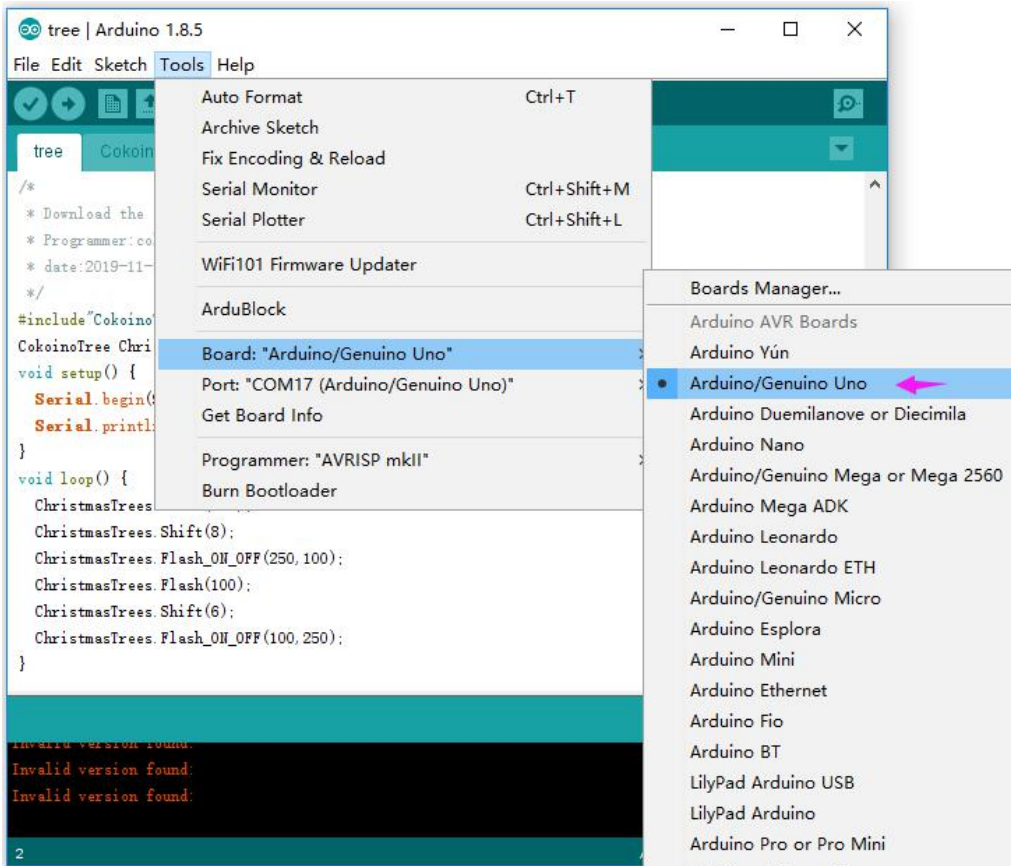 tree | Arduino 1.8.5
File Edit Sketch Tools Help
Auto Format Ctrl+T
Archive Sketch
Fix Encoding & Reload
Serial Monitor Ctrl+Shift+M
Serial Plotter Ctrl+Shift+L
WiFi101 Firmware Updater
ArduBlock
Board: "Arduino/Genuino Uno"
Port: "COM17 (Arduino/Genuino Uno)"
Get Board Info
Programmer: "AVRISP mkII"
Burn Bootloader
Boards Manager...
Arduino AVR Boards
Arduino Yún
Arduino/Genuino Uno
Arduino Duemilanove or Diecimila
Arduino Nano
Arduino/Genuino Mega or Mega 2560
Arduino Mega ADK
Arduino Leonardo
Arduino Leonardo ETH
Arduino/Genuino Micro
Arduino Esplora
Arduino Mini
Arduino Ethernet
Arduino Fio
Arduino BT
LilyPad Arduino USB
LilyPad Arduino
Arduino Pro or Pro Mini
tree Cokoin
/*
* Download the
* Programmer:co
* date:2019-11-
*/
#include"Cokoino
CokoinoTree Chri
void setup() {
Serial.begin(
Serial.printl
}
void loop() {
ChristmasTrees
ChristmasTrees.Shift(8);
ChristmasTrees.Flash_ON_OFF(250,100);
ChristmasTrees.Flash(100);
ChristmasTrees.Shift(6);
ChristmasTrees.Flash_ON_OFF(100,250);
}
Invalid version found:
Invalid version found:
Invalid version found:
2